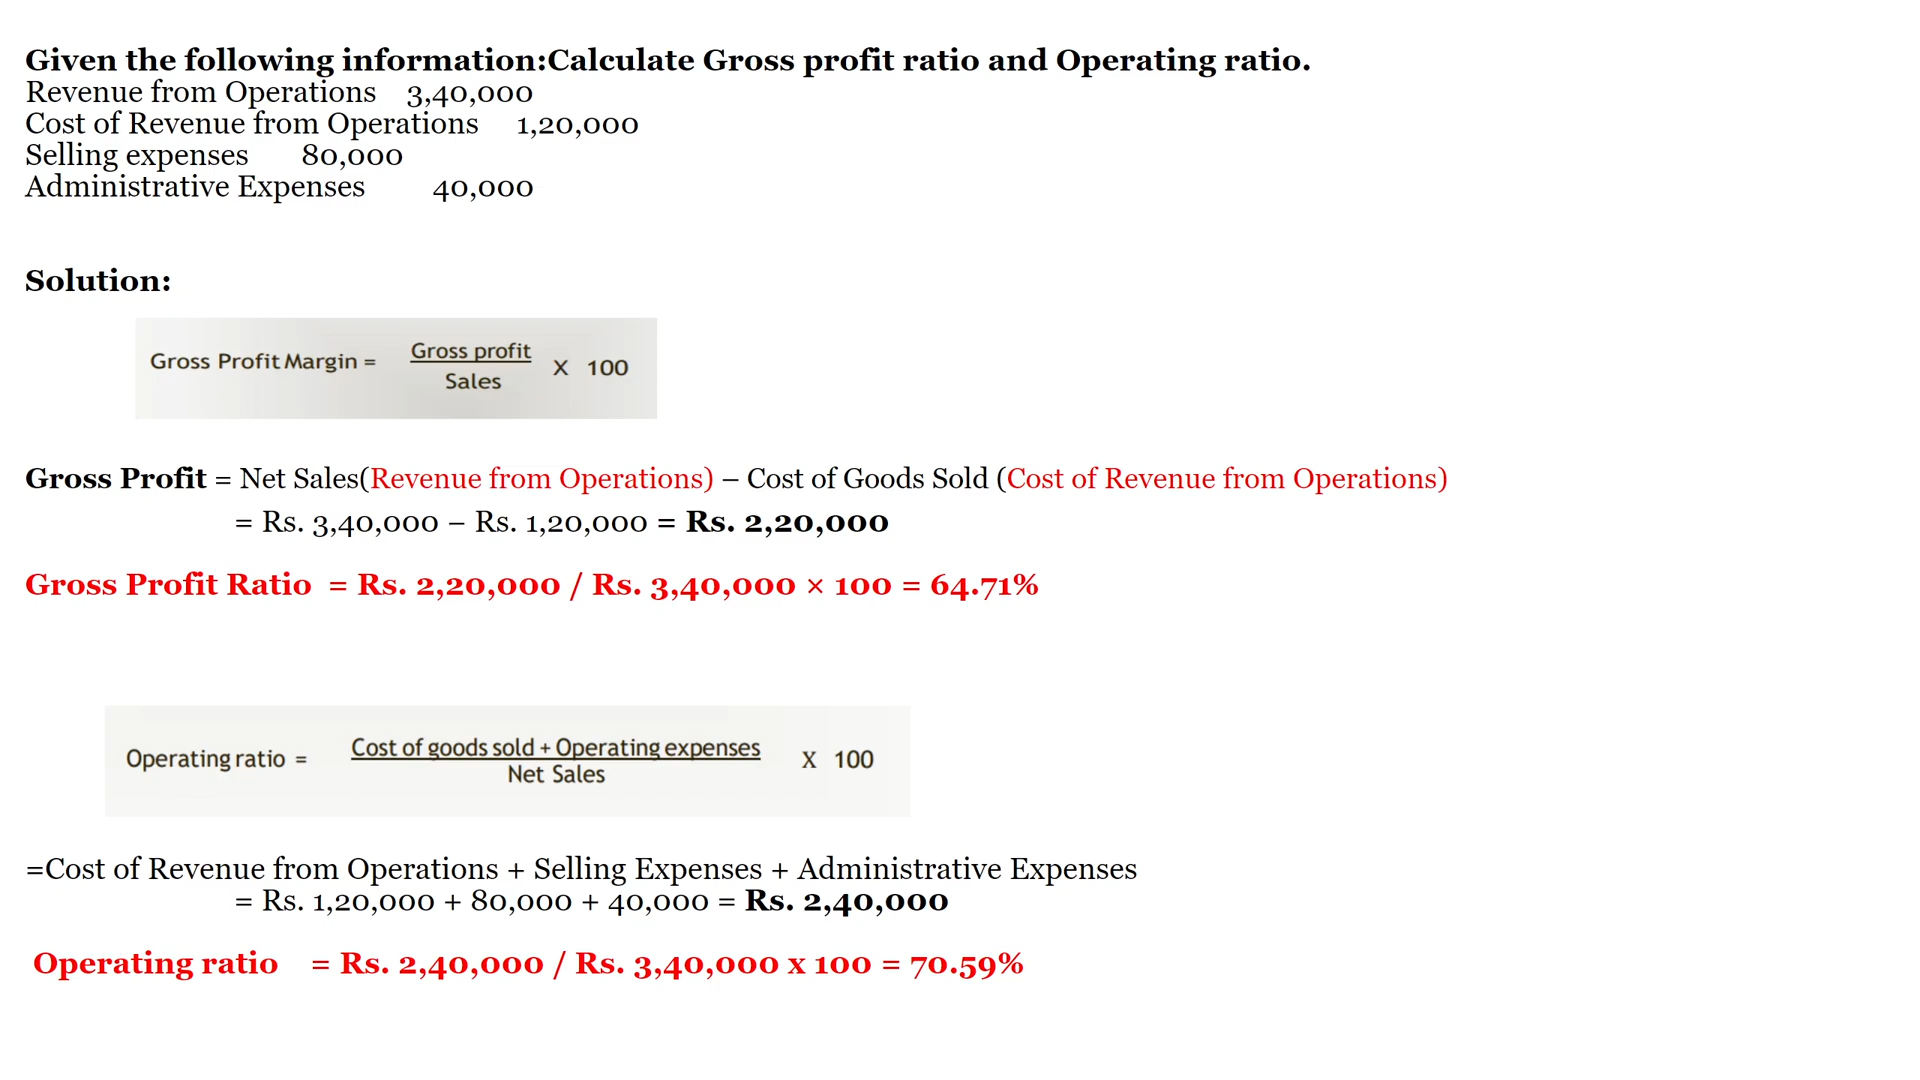 Given the following information:Calculate Gross profit ratio and Operating ratio.
Revenue from Operations 3,40,000
Cost of Revenue from Operations 1,20,000
Selling expenses 80,000
Administrative Expenses 40,000
Solution:
Gross Profit Margin = Gross profit X 100
Sales
Gross Profit = Net Sales(Revenue from Operations) – Cost of Goods Sold (Cost of Revenue from Operations)
= Rs. 3,40,000 – Rs. 1,20,000 = Rs. 2,20,000
Gross Profit Ratio = Rs. 2,20,000 / Rs. 3,40,000 × 100 = 64.71%
Operating ratio = Cost of goods sold + Operating expenses X 100
Net Sales
=Cost of Revenue from Operations + Selling Expenses + Administrative Expenses
= Rs. 1,20,000 + 80,000 + 40,000 = Rs. 2,40,000
Operating ratio = Rs. 2,40,000 / Rs. 3,40,000 x 100 = 70.59%